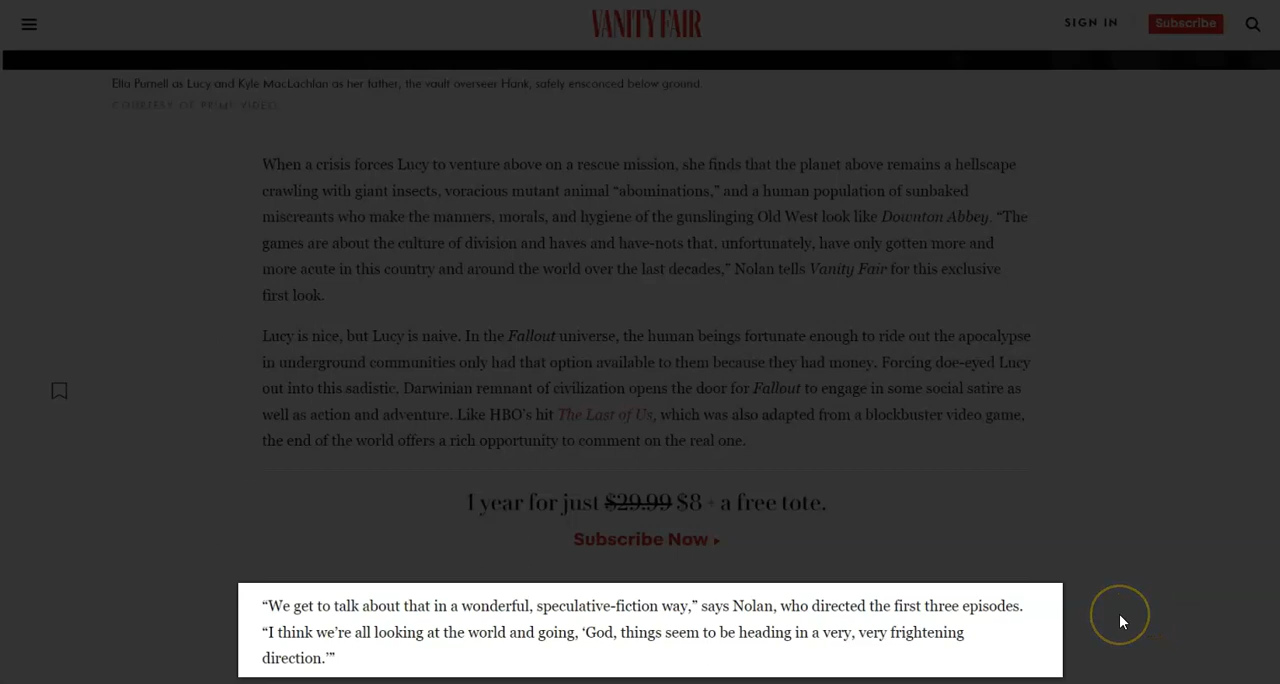 VANITY FAIR
SIGN IN
Subscribe
Ella Purnell as Lucy and Kyle MacLachlan as her father, the vault overseer Hank, safely ensconced below ground.
COURTESY OF PRIME VIDEO.
When a crisis forces Lucy to venture above on a rescue mission, she finds that the planet above remains a hellscape
crawling with giant insects, voracious mutant animal “abominations,” and a human population of sunbaked
miscreants who make the manners, morals, and hygiene of the gunslinging Old West look like Downton Abbey. “The
games are about the culture of division and haves and have-nots that, unfortunately, have only gotten more and
more acute in this country and around the world over the last decades,” Nolan tells Vanity Fair for this exclusive
first look.
Lucy is nice, but Lucy is naive. In the Fallout universe, the human beings fortunate enough to ride out the apocalypse
in underground communities only had that option available to them because they had money. Forcing doe-eyed Lucy
out into this sadistic, Darwinian remnant of civilization opens the door for Fallout to engage in some social satire as
well as action and adventure. Like HBO’s hit The Last of Us, which was also adapted from a blockbuster video game,
the end of the world offers a rich opportunity to comment on the real one.
1 year for just $29.99 $8 + a free tote.
Subscribe Now ▸
“We get to talk about that in a wonderful, speculative-fiction way,” says Nolan, who directed the first three episodes.
“I think we’re all looking at the world and going, ‘God, things seem to be heading in a very, very frightening
direction.’”